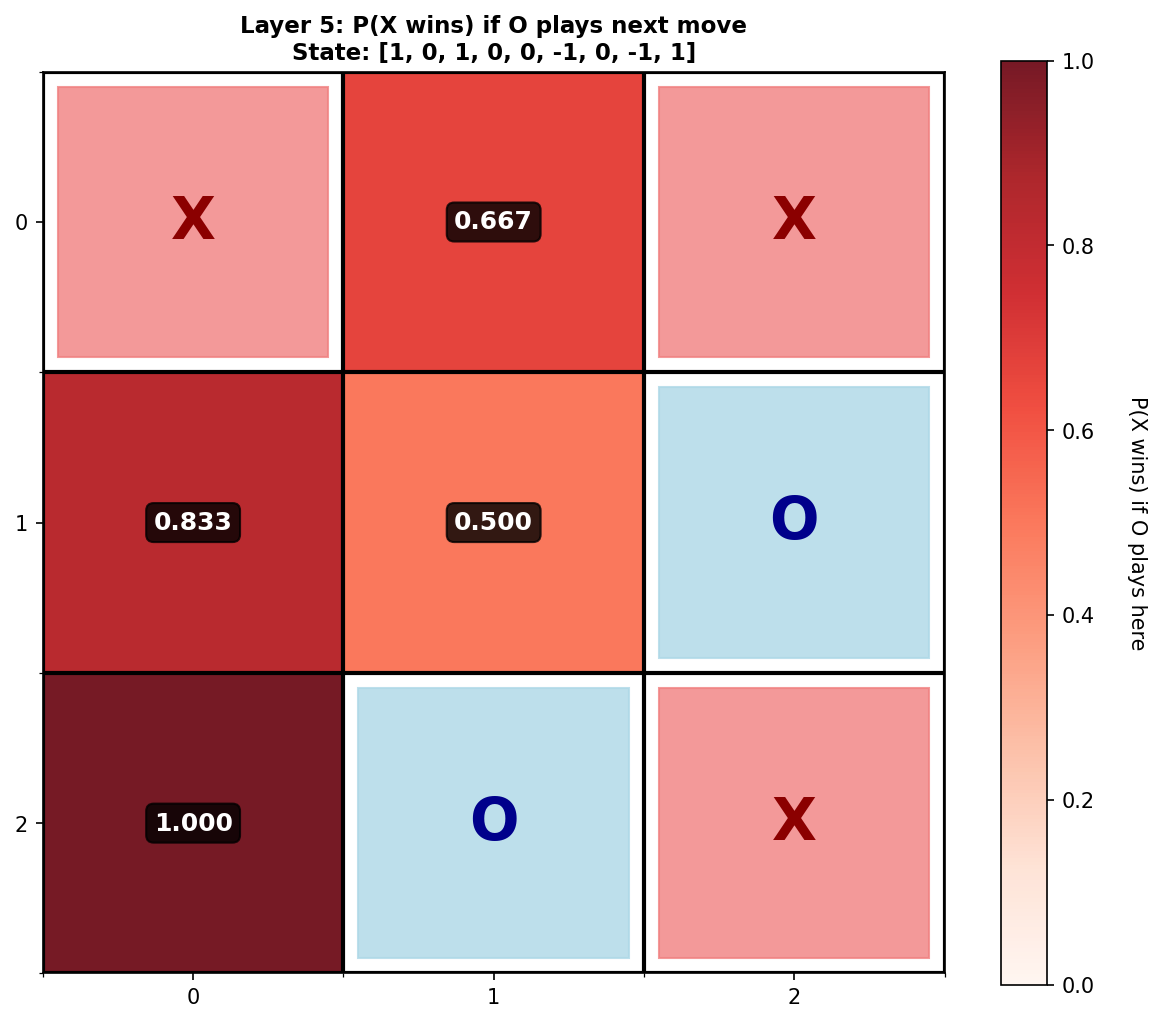 Layer 5: P(X wins) if O plays next move
State: [1, 0, 1, 0, 0, -1, 0, -1, 1]
X
0.667
X
0.833
0.500
O
1.000
O
X
0
1
2
0
1
2
1.0
0.8
0.6
0.4
0.2
0.0
P(X wins) if O plays here